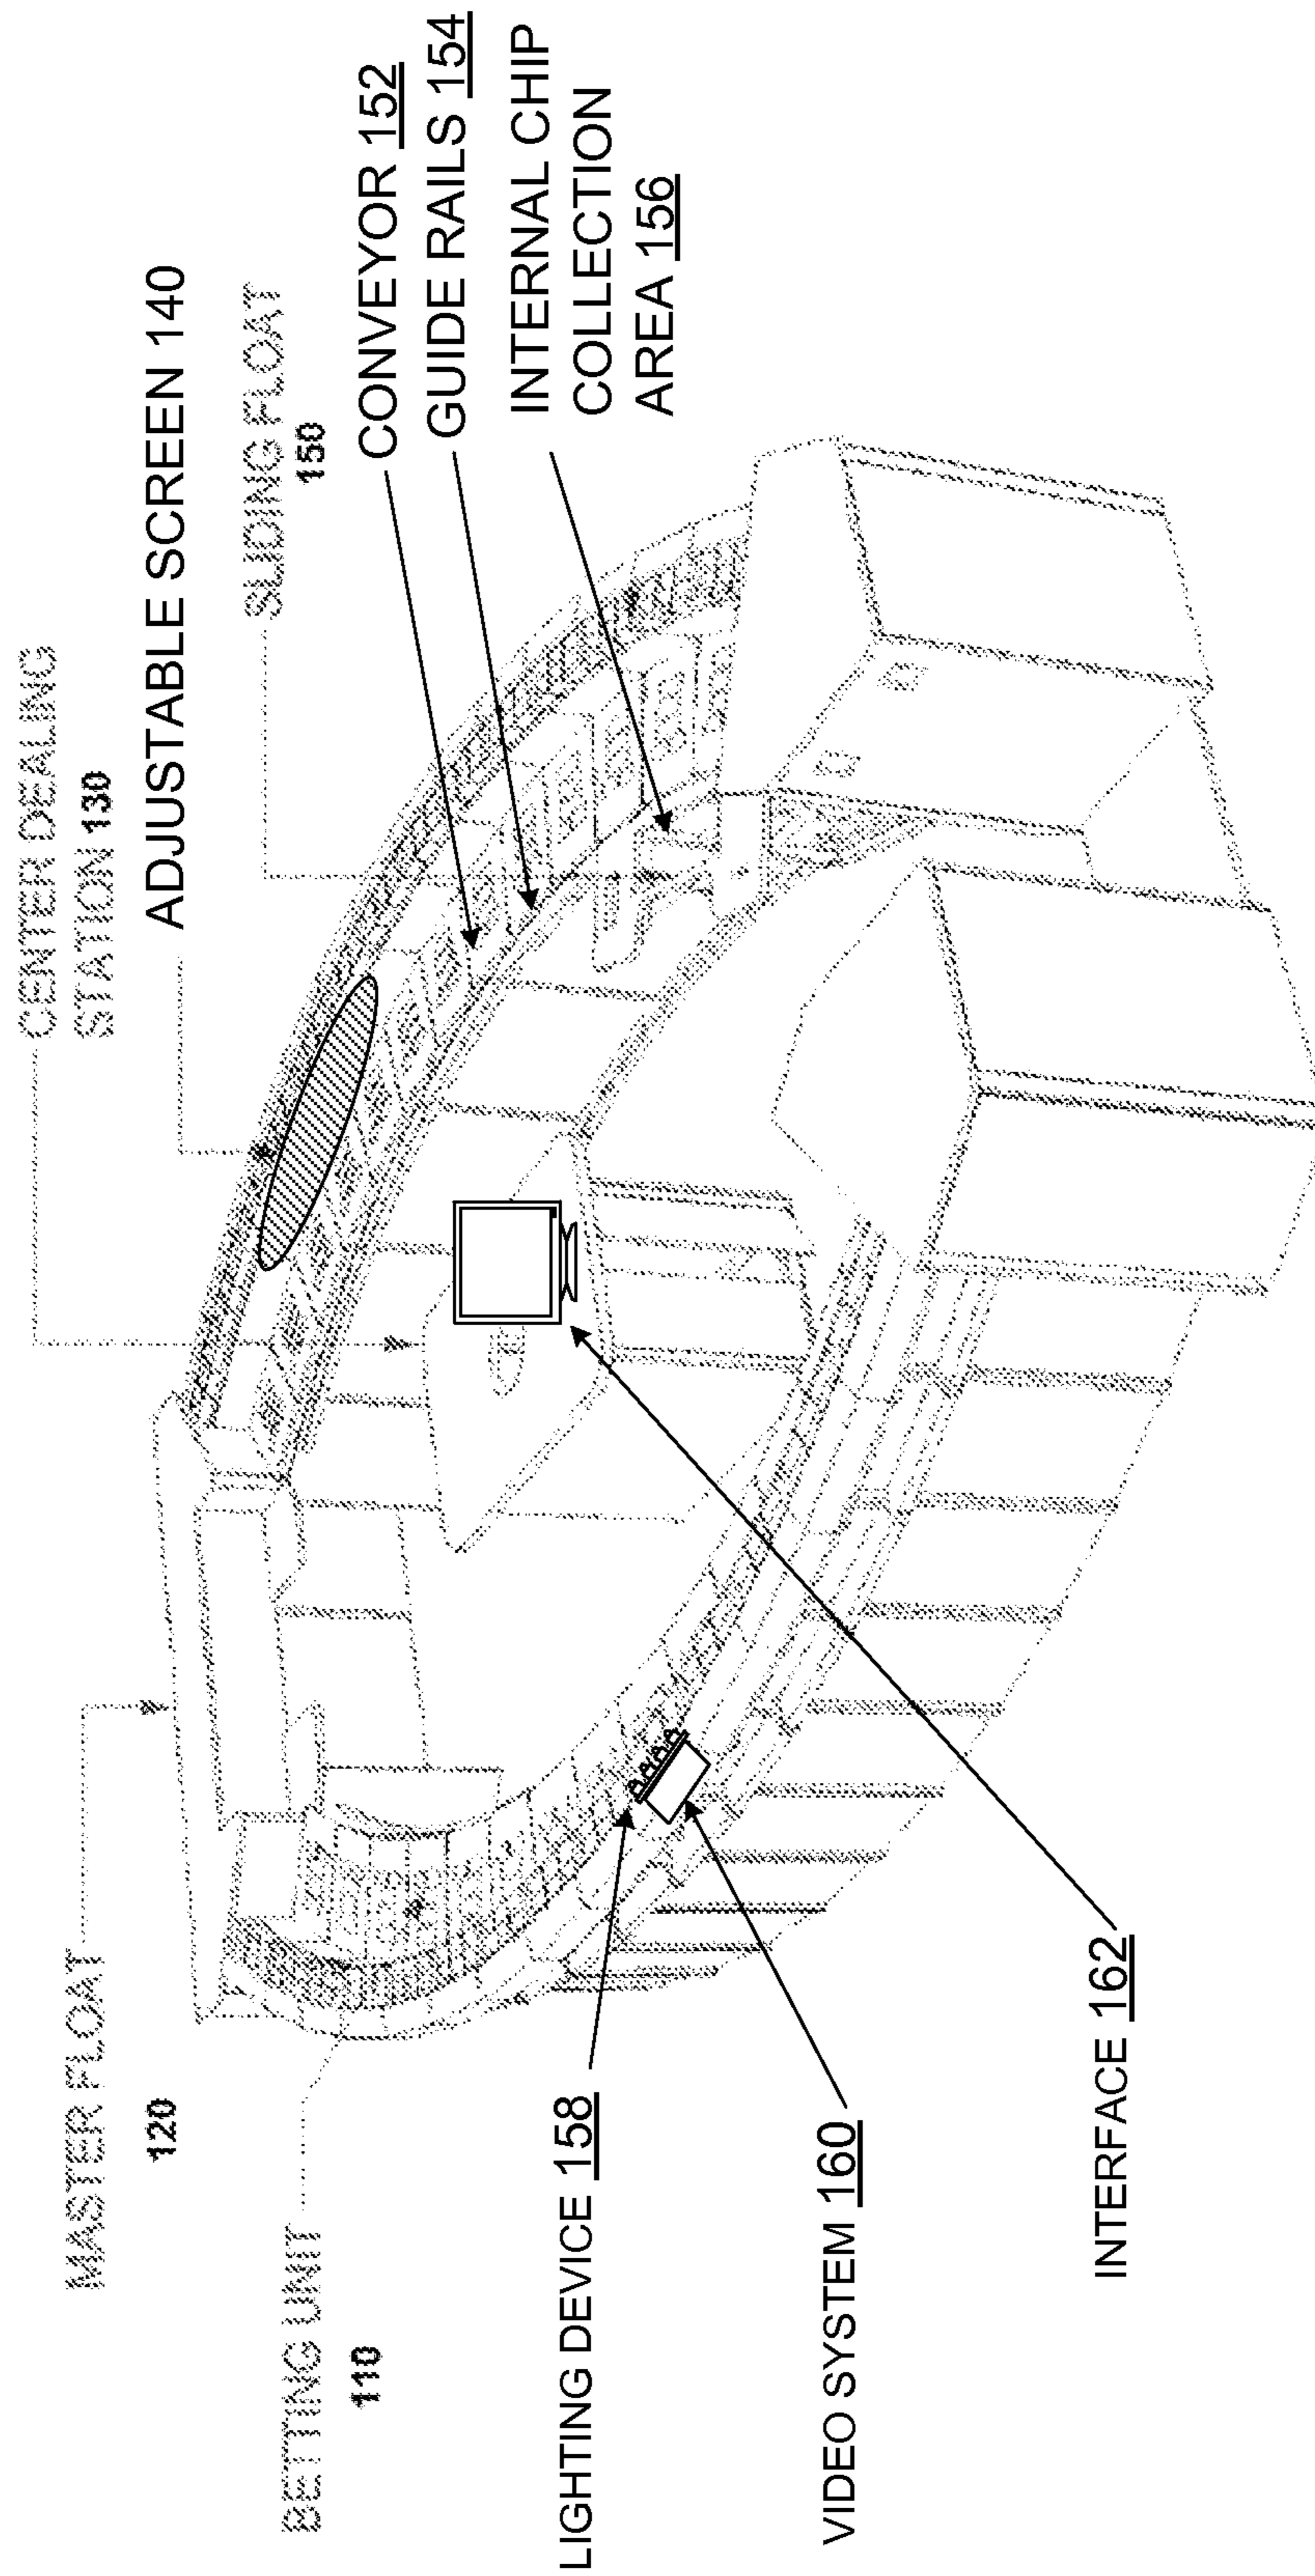 MASTER FLOAT
120
CENTER DEALING
STATION 130
ADJUSTABLE SCREEN 140
SLIDING FLOAT
150
BETTING UNIT
110
CONVEYOR 152
GUIDE RAILS 154
INTERNAL CHIP
COLLECTION
AREA 156
LIGHTING DEVICE 158
VIDEO SYSTEM 160
INTERFACE 162